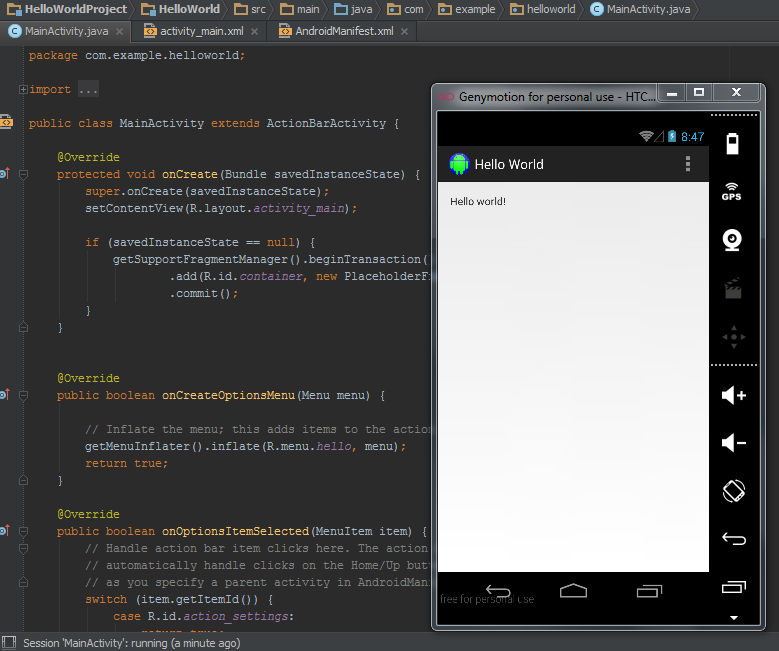 HelloWorldProject HelloWorld src main java com example helloworld MainActivity.java
MainActivity.java activity_main.xml AndroidManifest.xml
package com.example.helloworld;
import ...
public class MainActivity extends ActionBarActivity {
@Override
protected void onCreate(Bundle savedInstanceState) {
super.onCreate(savedInstanceState);
setContentView(R.layout.activity_main);
if (savedInstanceState == null) {
getSupportFragmentManager().beginTransaction()
.add(R.id.container, new PlaceholderF
.commit();
}
}
@Override
public boolean onCreateOptionsMenu(Menu menu) {
// Inflate the menu; this adds items to the action
getMenuInflater().inflate(R.menu.hello, menu);
return true;
}
@Override
public boolean onOptionsItemSelected(MenuItem item) {
// Handle action bar item clicks here. The action
// automatically handle clicks on the Home/Up but
// as you specify a parent activity in AndroidMani
switch (item.getItemId()) {
case R.id.action_settings:
return true;
Session 'MainActivity': running (a minute ago)
Genymotion for personal use - HTC...
8:47
Hello World
Hello world!
GPS
free for personal use